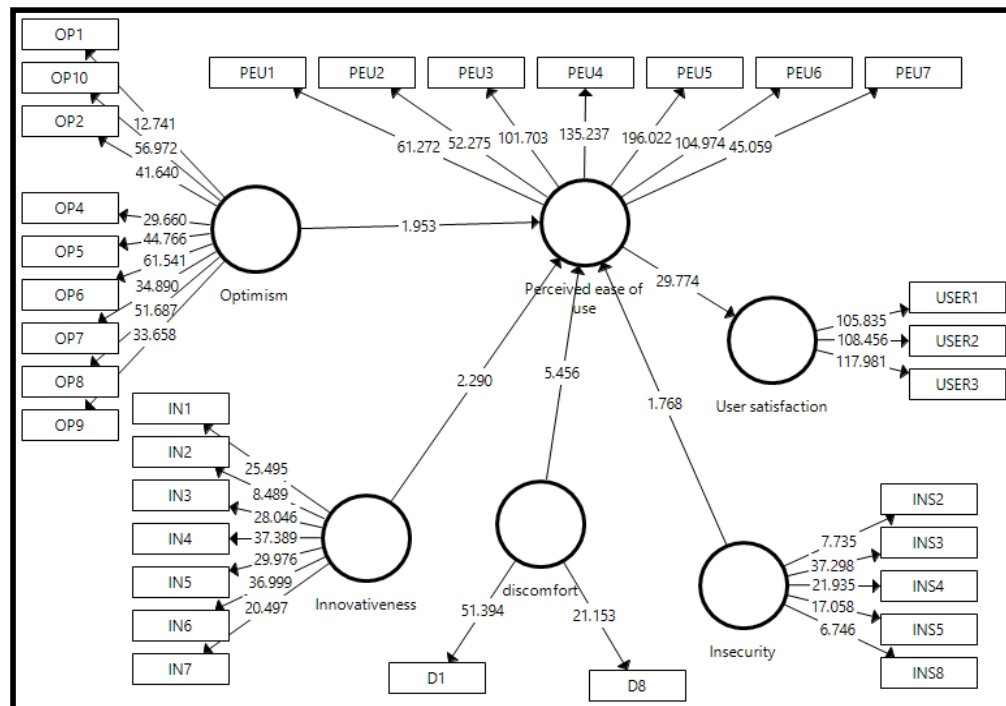 OP1
OP10
OP2
OP4
OP5
OP6
OP7
OP8
OP9
12.741
56.972
41.640
29.660
44.766
61.541
34.890
51.687
33.658
Optimism
PEU1
PEU2
PEU3
PEU4
PEU5
PEU6
PEU7
61.272
52.275
101.703
135.237
196.022
104.974
45.059
1.953
Perceived ease of
use
29.774
USER1
USER2
USER3
105.835
108.456
117.981
User satisfaction
2.290
5.456
1.768
IN1
IN2
IN3
IN4
IN5
IN6
IN7
25.495
8.489
28.046
37.389
29.976
36.999
20.497
Innovativeness
discomfort
51.394
21.153
D1
D8
Insecurity
7.735
37.298
21.935
17.058
6.746
INS2
INS3
INS4
INS5
INS8